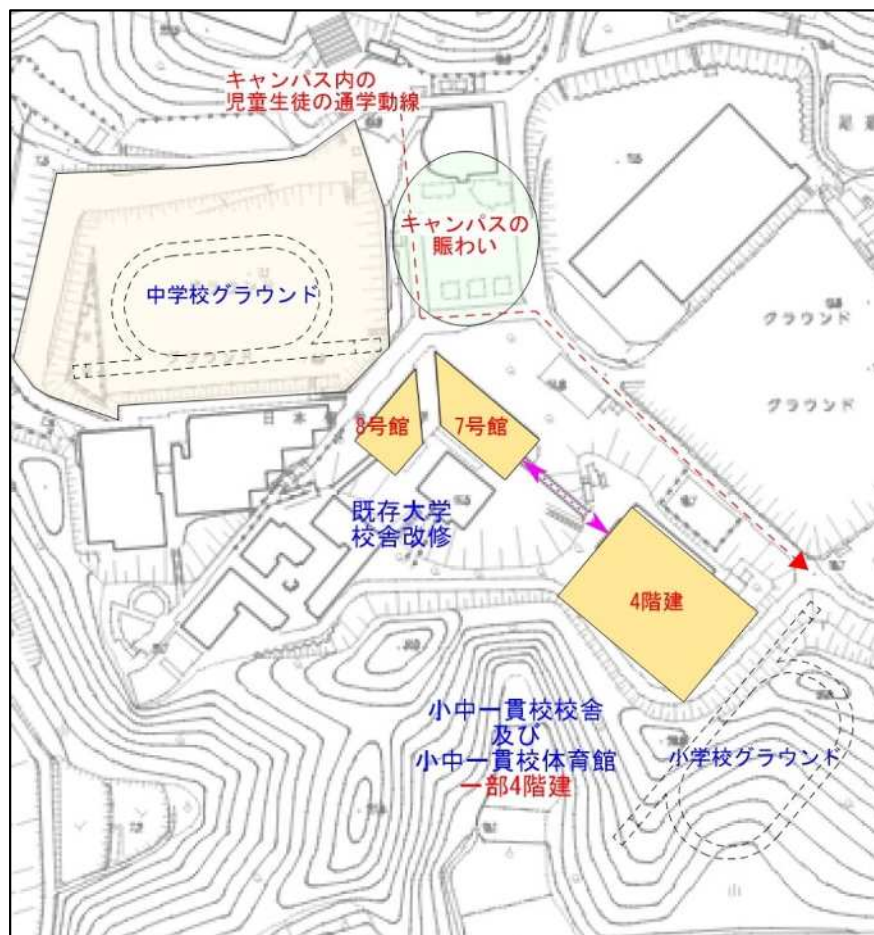 キャンパス内の
児童生徒の通学動線
キャンパスの
賑わい
中学校グラウンド
グラウンド
グラウンド
8号館
7号館
既存大学
校舎改修
4階建
小中一貫校校舎
及び
小中一貫校体育館
一部4階建
小学校グラウンド
山